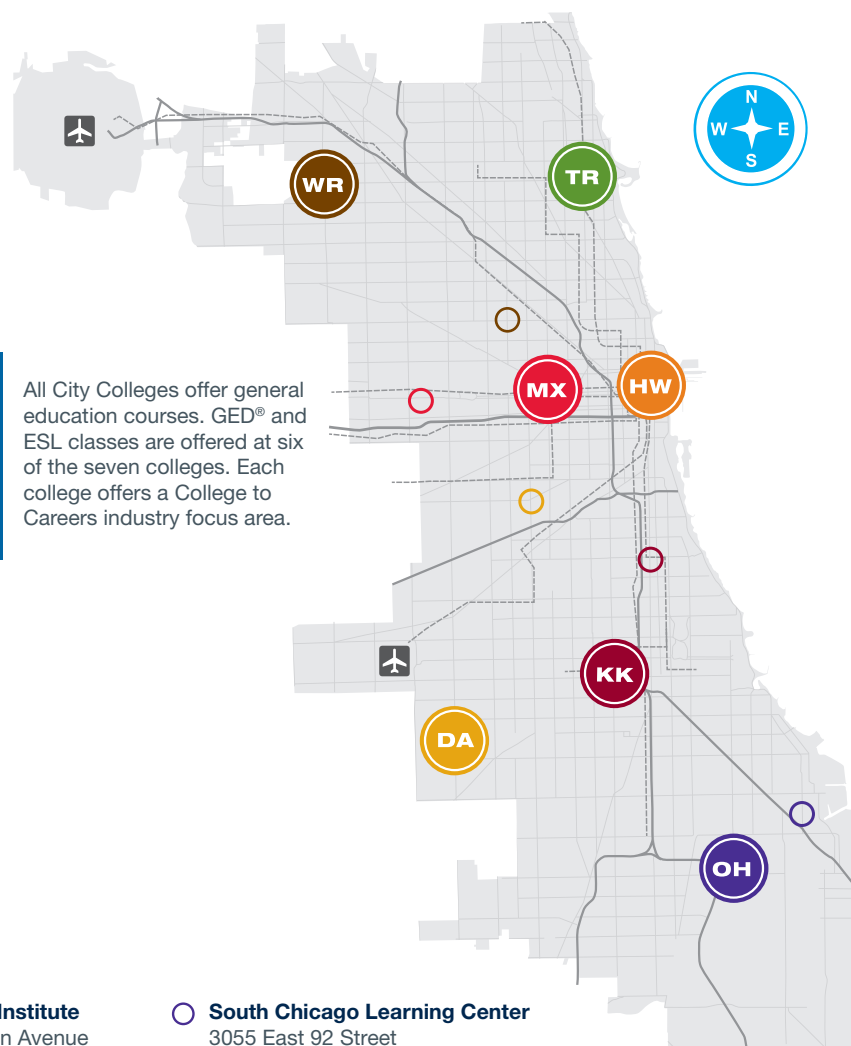 N
W E
S
WR
TR
All City Colleges offer general
education courses. GED® and
ESL classes are offered at six
of the seven colleges. Each
college offers a College to
Careers industry focus area.
MX
HW
KK
DA
OH
Institute
n Avenue
South Chicago Learning Center
3055 East 92 Street